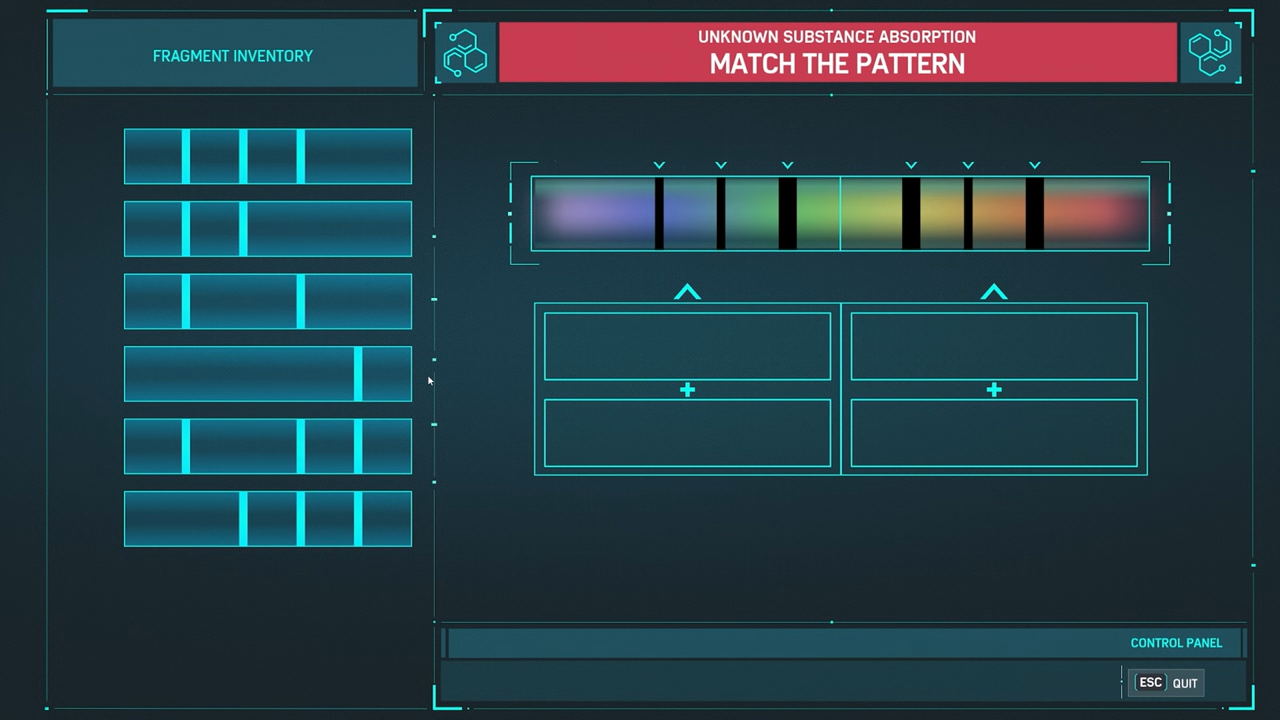 FRAGMENT INVENTORY
UNKNOWN SUBSTANCE ABSORPTION
MATCH THE PATTERN
CONTROL PANEL
ESC QUIT